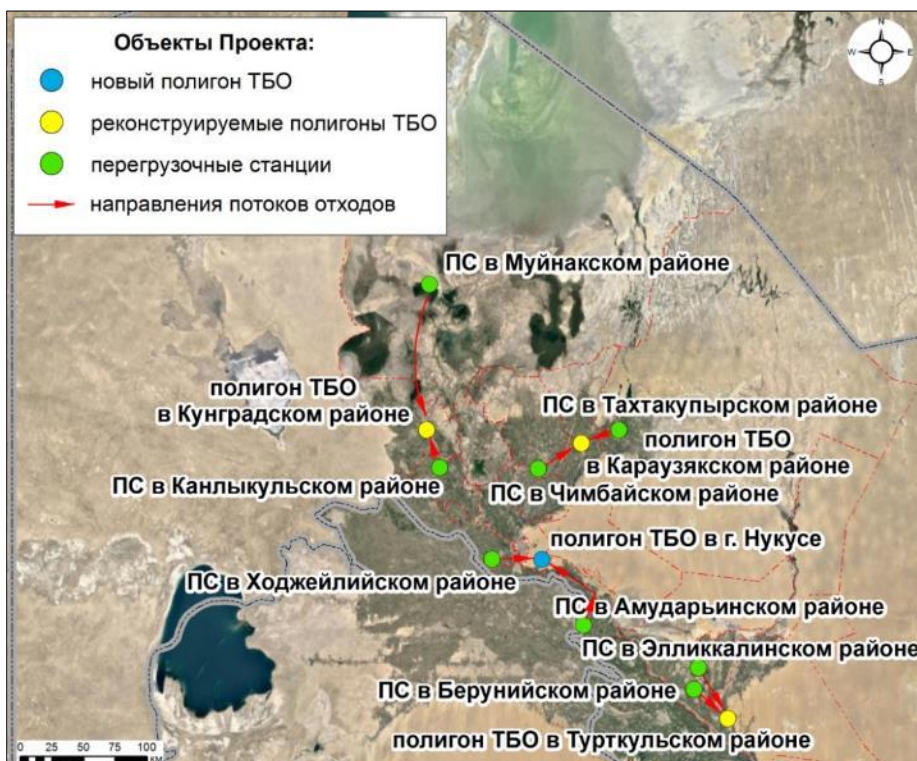 Объекты Проекта:
новый полигон ТБО
реконструируемые полигоны ТБО
перегрузочные станции
направления потоков отходов
N
W E
S
ПС в Муйнакском районе
полигон ТБО
в Кунградском районе
ПС в Тахтакупырском районе
полигон ТБО
в Караузякском районе
ПС в Канлыкульском районе
ПС в Чимбайском районе
полигон ТБО в г. Нукусе
ПС в Ходжейлийском районе
ПС в Амударьинском районе
ПС в Элликкалинском районе
ПС в Берунийском районе
полигон ТБО в Турткульском районе
0 25 50 75 100
КМ